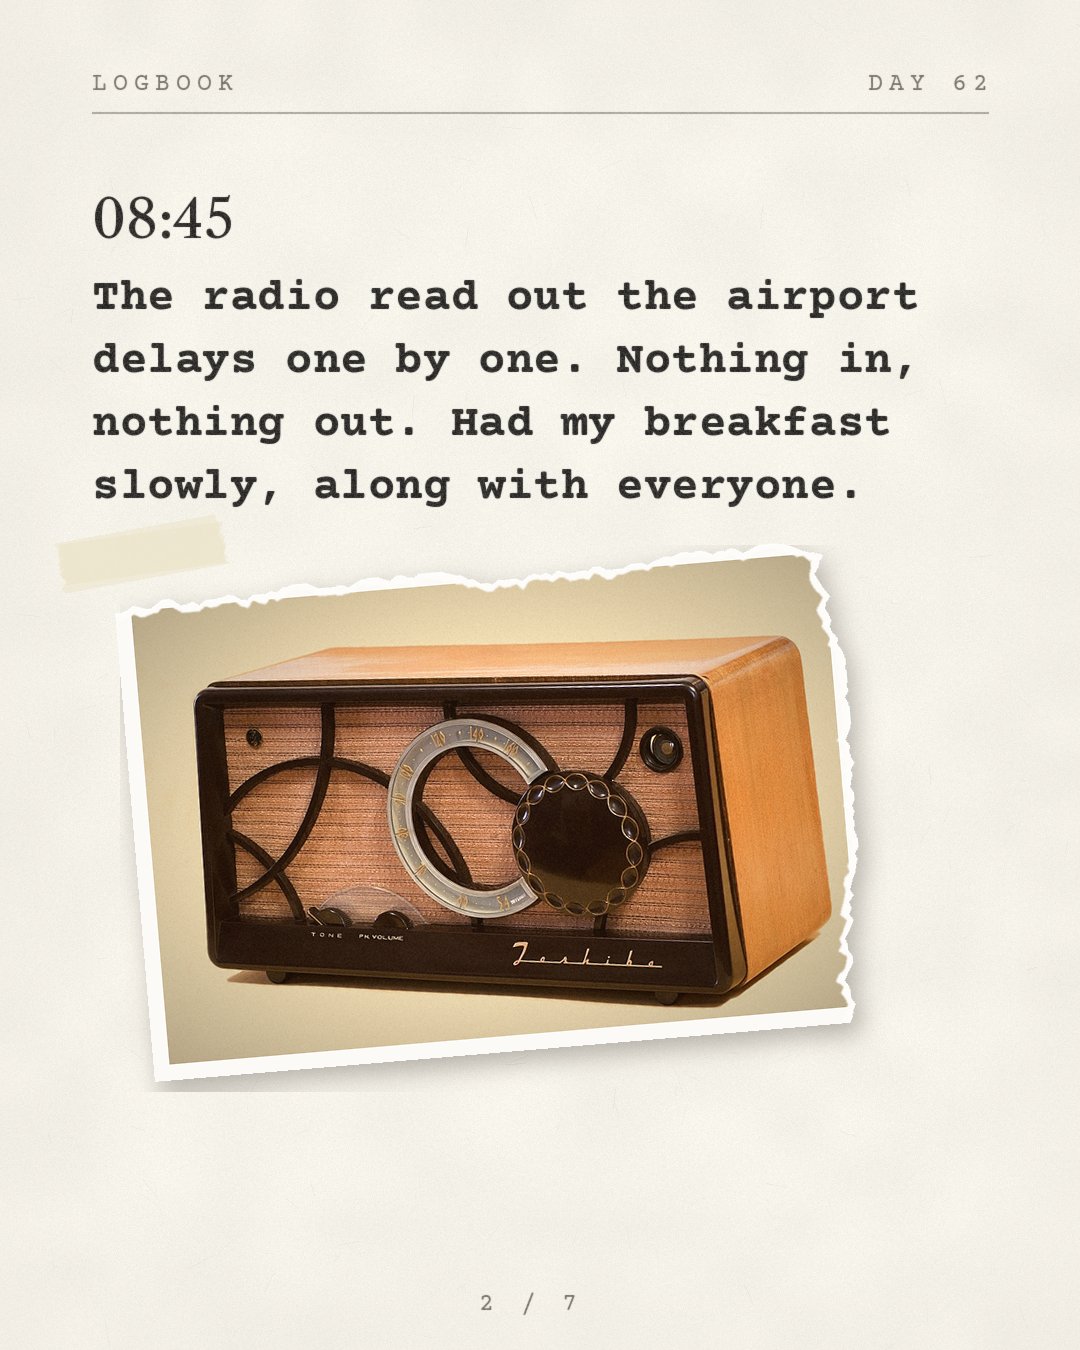 LOGBOOK
DAY 62
08:45
The radio read out the airport
delays one by one. Nothing in,
nothing out. Had my breakfast
slowly, along with everyone.
TONE
PK.VOLUME
Toshiba
2 / 7